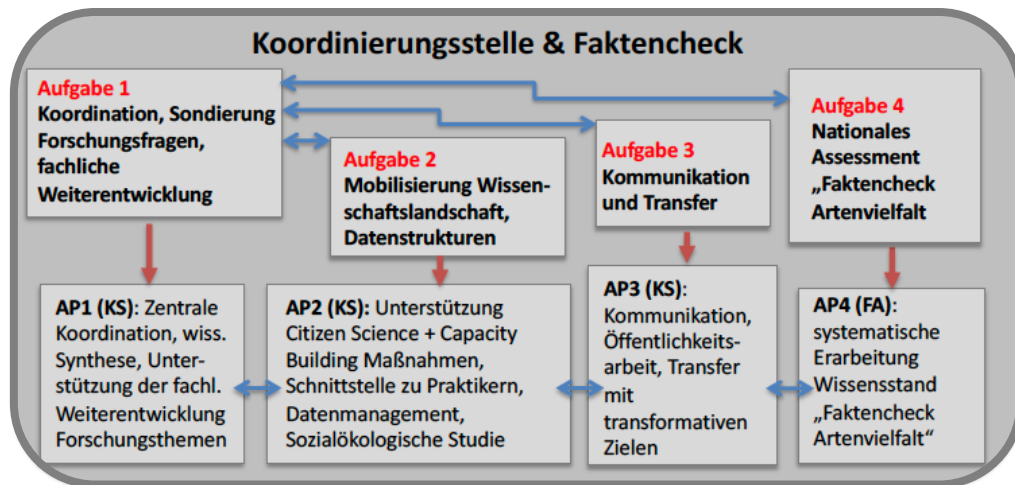 Koordinierungsstelle & Faktencheck
Aufgabe 1
Koordination, Sondierung
Forschungsfragen,
fachliche
Weiterentwicklung
Aufgabe 2
Mobilisierung Wissen-
schaftslandschaft,
Datenstrukturen
Aufgabe 3
Kommunikation
und Transfer
Aufgabe 4
Nationales
Assessment
„Faktencheck
Artenvielfalt
AP1 (KS): Zentrale
Koordination, wiss.
Synthese, Unter-
stützung der fachl.
Weiterentwicklung
Forschungsthemen
AP2 (KS): Unterstützung
Citizen Science + Capacity
Building Maßnahmen,
Schnittstelle zu Praktikern,
Datenmanagement,
Sozialökologische Studie
AP3 (KS):
Kommunikation,
Öffentlichkeits-
arbeit, Transfer
mit
transformativen
Zielen
AP4 (FA):
systematische
Erarbeitung
Wissensstand
„Faktencheck
Artenvielfalt“